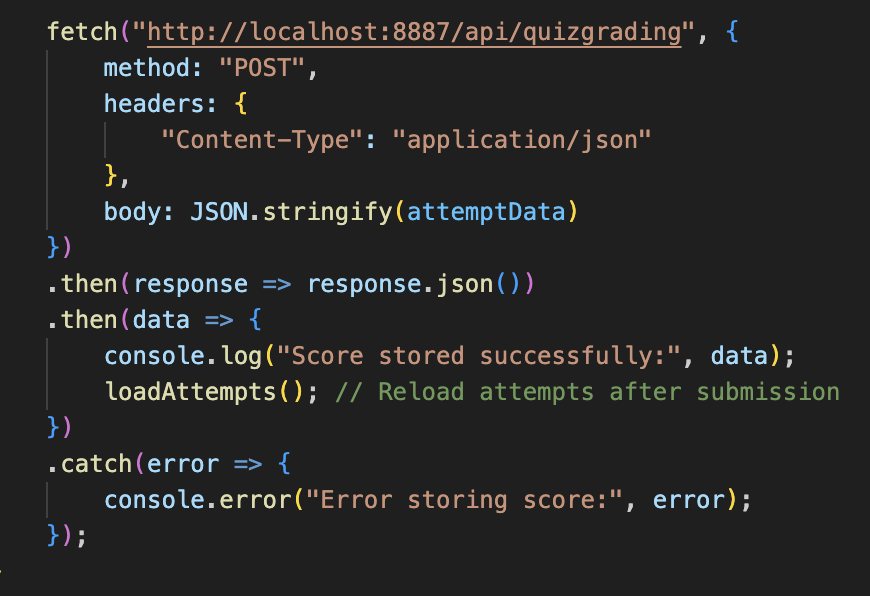 fetch("http://localhost:8887/api/quizgrading", {
    method: "POST",
    headers: {
        "Content-Type": "application/json"
    },
    body: JSON.stringify(attemptData)
})
.then(response => response.json())
.then(data => {
    console.log("Score stored successfully:", data);
    loadAttempts(); // Reload attempts after submission
})
.catch(error => {
    console.error("Error storing score:", error);
});